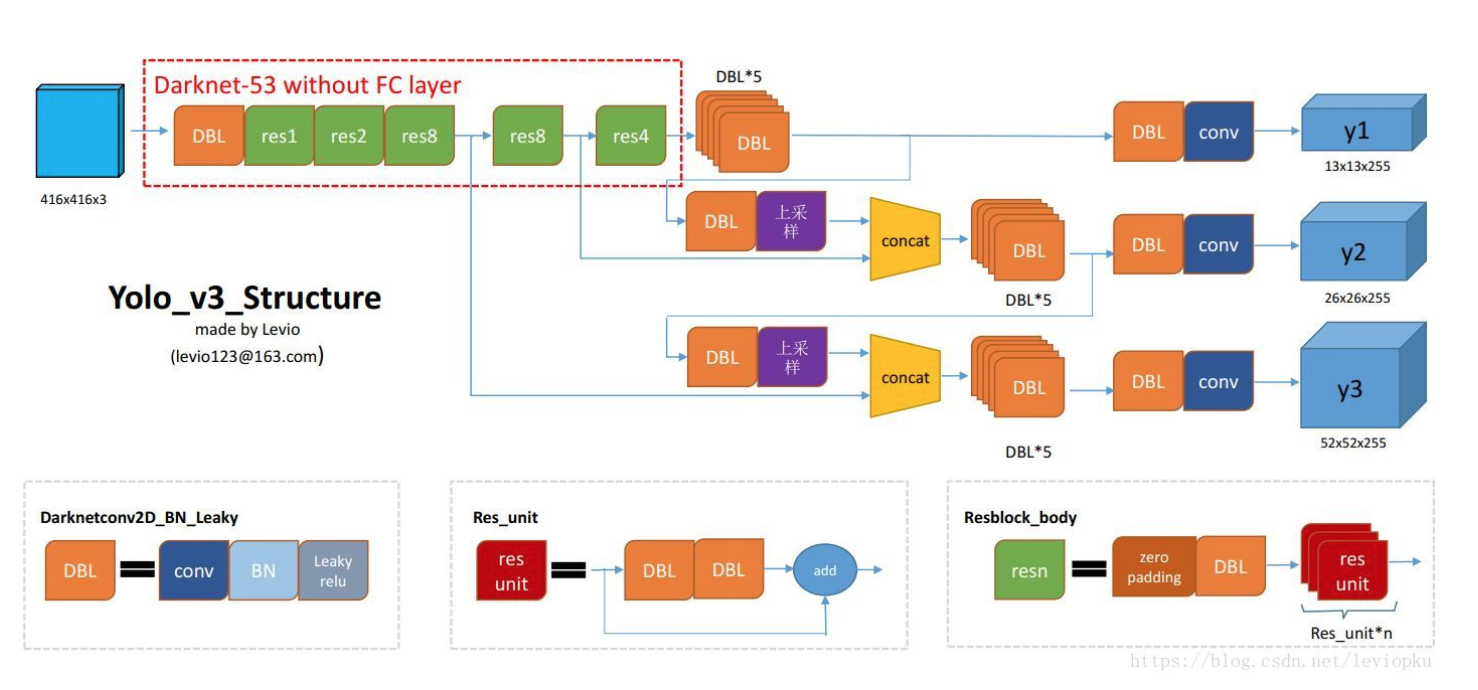 Darknet-53 without FC layer
DBL
res1
res2
res8
res8
res4
DBL*5
DBL
DBL
conv
y1
13x13x255
416x416x3
DBL
上采
样
concat
DBL
DBL*5
DBL
conv
y2
26x26x255
Yolo_v3_Structure
made by Levio
(levio123@163.com)
DBL
上采
样
concat
DBL
DBL*5
DBL
conv
y3
52x52x255
Darknetconv2D_BN_Leaky
DBL
conv
BN
Leaky
relu
Res_unit
res
unit
DBL
DBL
add
Resblock_body
resn
zero
padding
DBL
res
unit
Res_unit*n
https://blog.csdn.net/leviopku